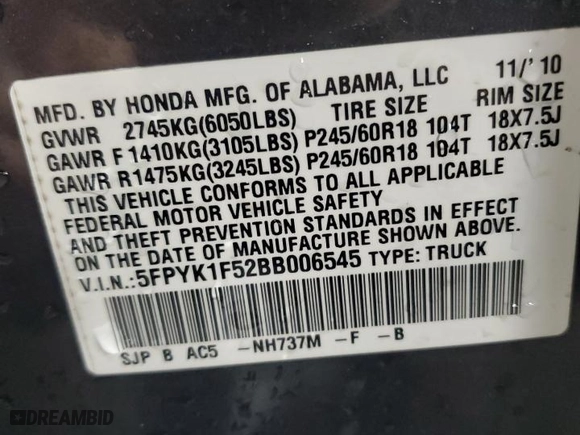 MFD. BY HONDA MFG. OF ALABAMA, LLC 11/'10
GVWR 2745KG(6050LBS) TIRE SIZE RIM SIZE
GAWR F1410KG(3105LBS) P245/60R18 104T 18X7.5J
GAWR R1475KG(3245LBS) P245/60R18 104T 18X7.5J
THIS VEHICLE CONFORMS TO ALL APPLICABLE
FEDERAL MOTOR VEHICLE SAFETY
AND THEFT PREVENTION STANDARDS IN EFFECT
ON THE DATE OF MANUFACTURE SHOWN ABOVE.
V.I.N.:5FPYK1F52BB006545 TYPE: TRUCK
SJP B AC5 -NH737M -F -B
DREAMBID